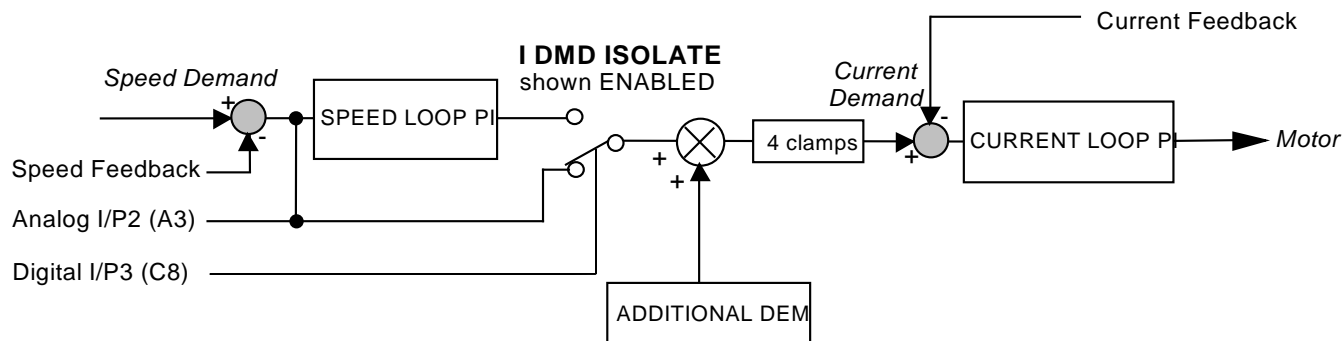 Current Feedback
I DMD ISOLATE
shown ENABLED
Speed Demand
Current
Demand
+
-
-
+
SPEED LOOP PI
4 clamps
CURRENT LOOP PI
Motor
Speed Feedback
+
+
Analog I/P2 (A3)
Digital I/P3 (C8)
ADDITIONAL DEM